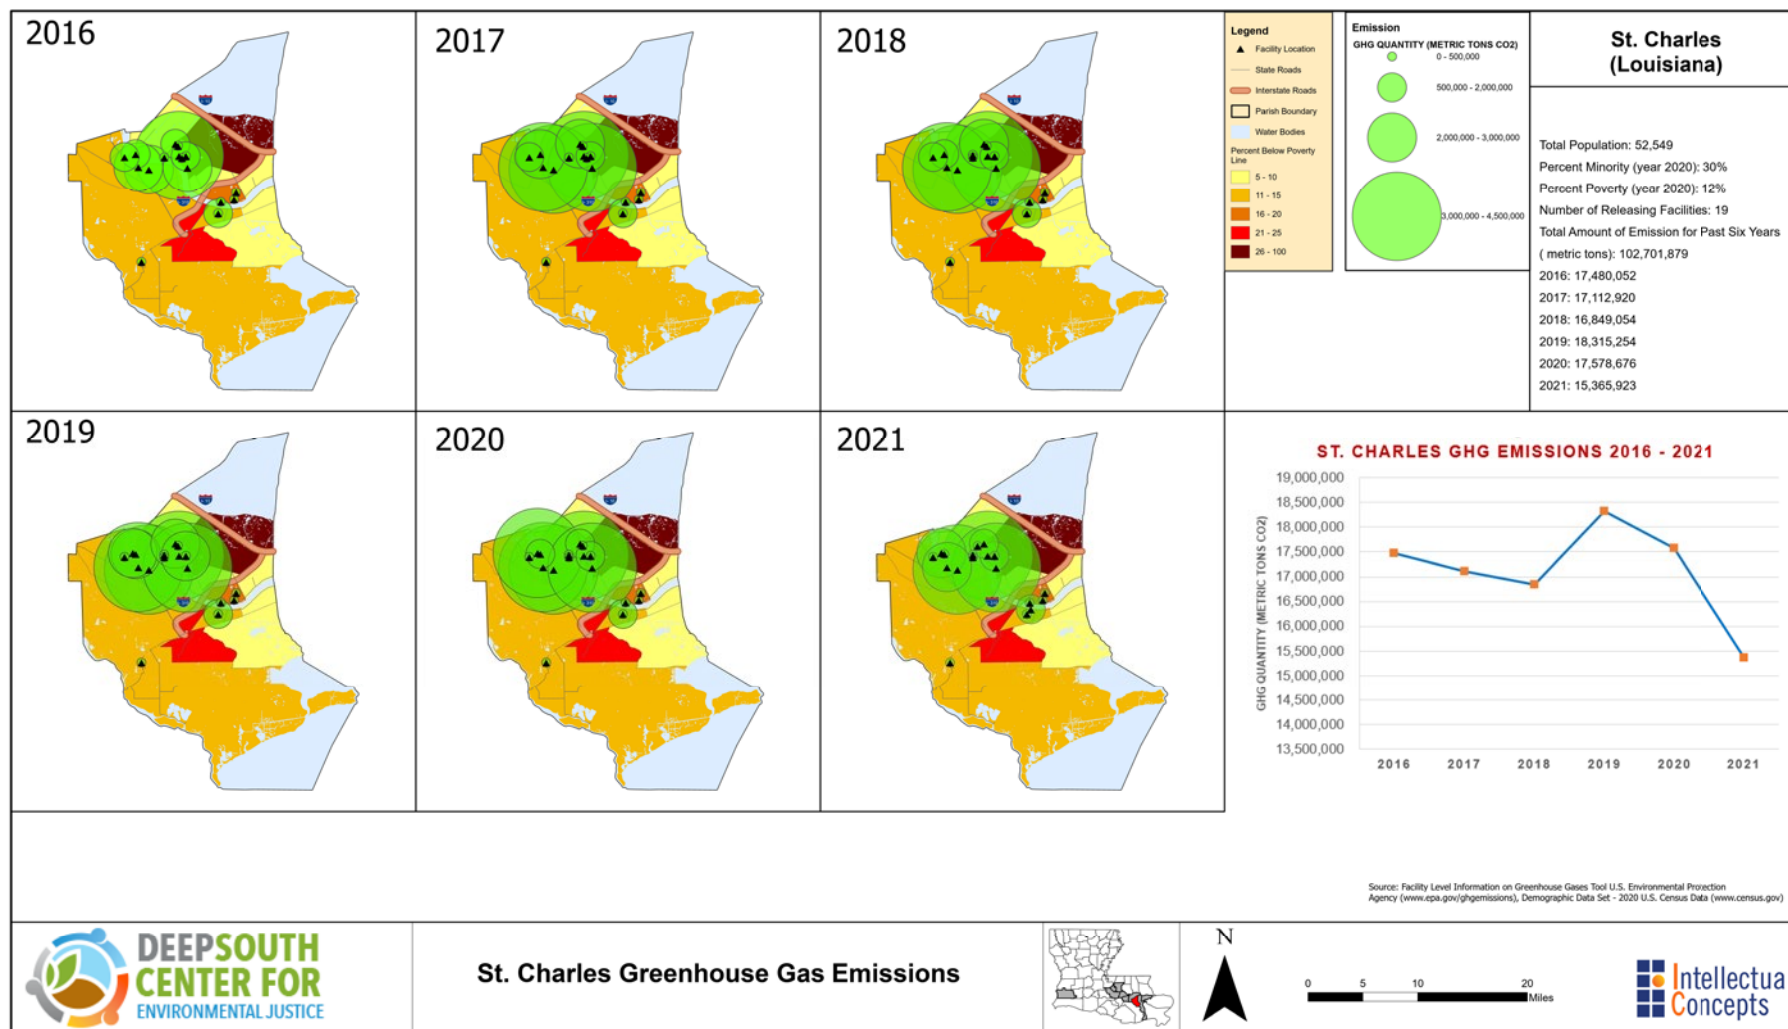 2016
2017
2018
Legend
Facility Location
State Roads
Interstate Roads
Parish Boundary
Water Bodies
Percent Below Poverty
Line
5 - 10
11 - 15
16 - 20
21 - 25
26 - 100
Emission
GHG QUANTITY (METRIC TONS CO2)
0 - 500,000
500,000 - 2,000,000
2,000,000 - 3,000,000
3,000,000 - 4,500,000
St. Charles
(Louisiana)
Total Population: 52,549
Percent Minority (year 2020): 30%
Percent Poverty (year 2020): 12%
Number of Releasing Facilities: 19
Total Amount of Emission for Past Six Years
( metric tons): 102,701,879
2016: 17,480,052
2017: 17,112,920
2018: 16,849,054
2019: 18,315,254
2020: 17,578,676
2021: 15,365,923
2019
2020
2021
ST. CHARLES GHG EMISSIONS 2016 - 2021
GHG QUANTITY (METRIC TONS CO2)
19,000,000
18,500,000
18,000,000
17,500,000
17,000,000
16,500,000
16,000,000
15,500,000
15,000,000
14,500,000
14,000,000
13,500,000
2016 2017 2018 2019 2020 2021
Source: Facility Level Information on Greenhouse Gases Tool U.S. Environmental Protection
Agency (www.epa.gov/ghgemissions), Demographic Data Set - 2020 U.S. Census Data (www.census.gov)
DEEPSOUTH
CENTER FOR
ENVIRONMENTAL JUSTICE
St. Charles Greenhouse Gas Emissions
N
0 5 10 20
Miles
Intellectua
Concepts